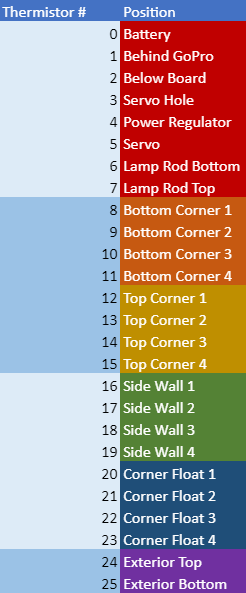 Thermistor # Position
0 Battery
1 Behind GoPro
2 Below Board
3 Servo Hole
4 Power Regulator
5 Servo
6 Lamp Rod Bottom
7 Lamp Rod Top
8 Bottom Corner 1
9 Bottom Corner 2
10 Bottom Corner 3
11 Bottom Corner 4
12 Top Corner 1
13 Top Corner 2
14 Top Corner 3
15 Top Corner 4
16 Side Wall 1
17 Side Wall 2
18 Side Wall 3
19 Side Wall 4
20 Corner Float 1
21 Corner Float 2
22 Corner Float 3
23 Corner Float 4
24 Exterior Top
25 Exterior Bottom